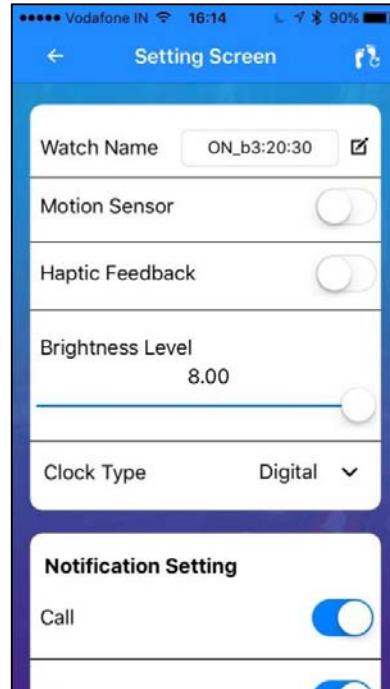 Vodafone IN 16:14 90%
Setting Screen
Watch Name ON_b3:20:30
Motion Sensor
Haptic Feedback
Brightness Level
8.00
Clock Type Digital
Notification Setting
Call